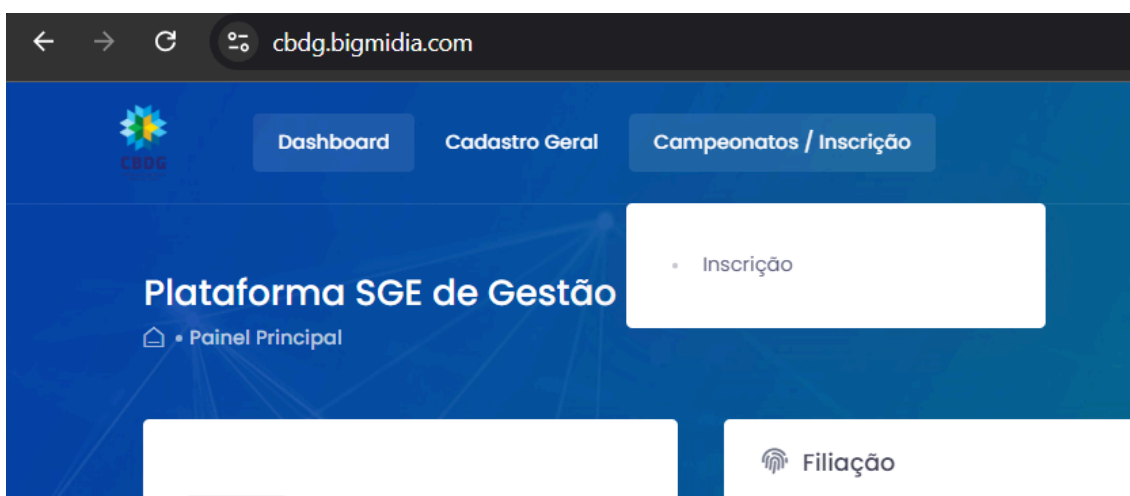 cbdg.bigmidia.com
CBDG
Dashboard
Cadastro Geral
Campeonatos / Inscrição
Inscrição
Plataforma SGE de Gestão
Painel Principal
Filiação